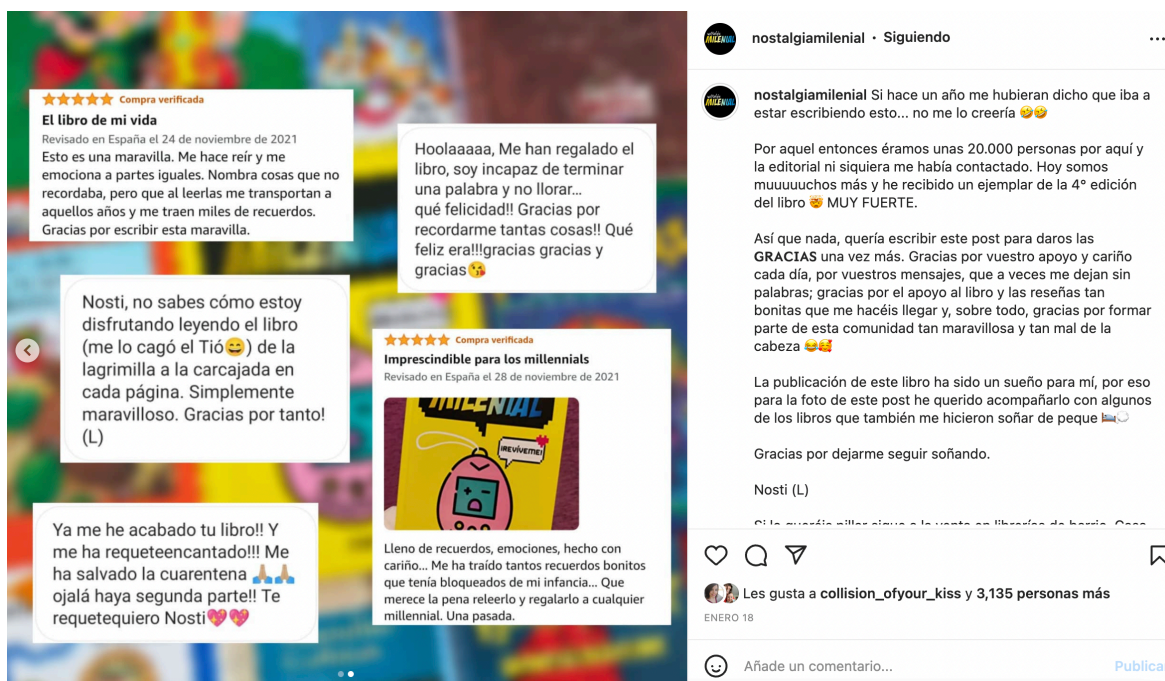 Compra verificada
El libro de mi vida
Revisado en España el 24 de noviembre de 2021
Esto es una maravilla. Me hace reír y me
emociona a partes iguales. Nombra cosas que no
recordaba, pero que al leerlas me transportan a
aquellos años y me traen miles de recuerdos.
Gracias por escribir esta maravilla.
Hoolaaaaa, Me han regalado el
libro, soy incapaz de terminar
una palabra y no llorar...
qué felicidad!! Gracias por
recordarme tantas cosas!! Qué
feliz era!!!gracias gracias y
gracias😘
Nosti, no sabes cómo estoy
disfrutando leyendo el libro
(me lo cagó el Tió😄) de la
lagrimilla a la carcajada en
cada página. Simplemente
maravilloso. Gracias por tanto!
(L)
Compra verificada
Imprescindible para los millennials
Revisado en España el 28 de noviembre de 2021
MILENIAL
¡REVÍVEME!
Lleno de recuerdos, emociones, hecho con
cariño... Me ha traído tantos recuerdos bonitos
que tenía bloqueados de mi infancia... Que
merece la pena releerlo y regalarlo a cualquier
millennial. Una pasada.
Ya me he acabado tu libro!! Y
me ha requeteencantado!!! Me
ha salvado la cuarentena 🙏🙏
ojalá haya segunda parte!! Te
requetequiero Nosti💖💖
MILENIAL
nostalgiamilenial • Siguiendo
MILENIAL
nostalgiamilenial Si hace un año me hubieran dicho que iba a
estar escribiendo esto... no me lo creería 🤣🤣
Por aquel entonces éramos unas 20.000 personas por aquí y
la editorial ni siquiera me había contactado. Hoy somos
muuuuuchos más y he recibido un ejemplar de la 4° edición
del libro 🤯 MUY FUERTE.
Así que nada, quería escribir este post para daros las
GRACIAS una vez más. Gracias por vuestro apoyo y cariño
cada día, por vuestros mensajes, que a veces me dejan sin
palabras; gracias por el apoyo al libro y las reseñas tan
bonitas que me hacéis llegar y, sobre todo, gracias por formar
parte de esta comunidad tan maravillosa y tan mal de la
cabeza 😂🥰
La publicación de este libro ha sido un sueño para mí, por eso
para la foto de este post he querido acompañarlo con algunos
de los libros que también me hicieron soñar de peque 🛌💭
Gracias por dejarme seguir soñando.
Nosti (L)
Les gusta a collision_ofyour_kiss y 3,135 personas más
ENERO 18
Añade un comentario...
Publica